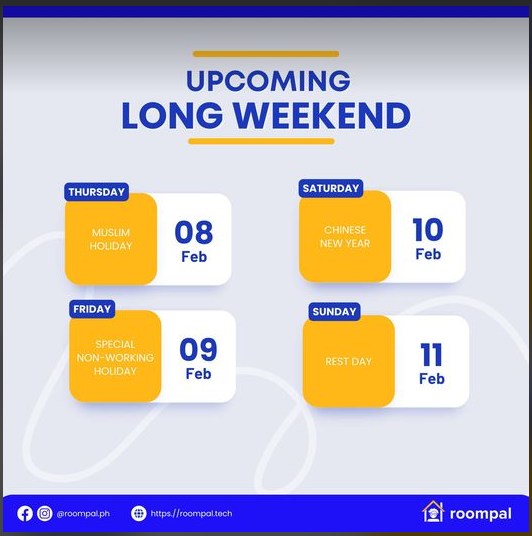 UPCOMING
LONG WEEKEND
THURSDAY
MUSLIM
HOLIDAY
08
Feb
FRIDAY
SPECIAL
NON-WORKING
HOLIDAY
09
Feb
SATURDAY
CHINESE
NEW YEAR
10
Feb
SUNDAY
REST DAY
11
Feb
@roompal.ph
https://roompal.tech
roompal